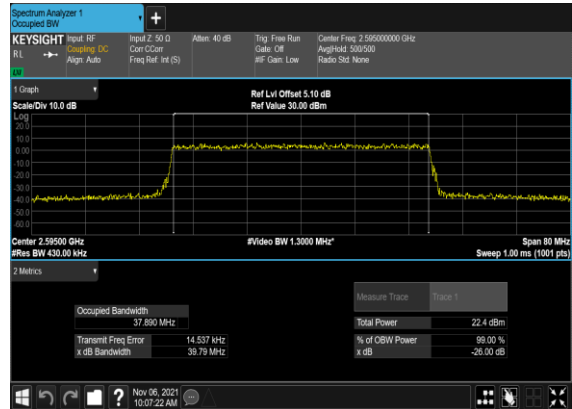 Spectrum Analyzer 1
Occupied BW
+
KEYSIGHT Input: RF Input Z: 50 Ω Atten: 40 dB Trig: Free Run Center Freq: 2.595000000 GHz
RL Coupling: DC Corr CCorr Gate: Off Avg|Hold: 500/500
Align: Auto Freq Ref: Int (S) #IF Gain: Low Radio Std: None
1 Graph Ref Lvl Offset 5.10 dB
Scale/Div 10.0 dB Ref Value 30.00 dBm
Log
20.0
10.0
0.00
-10.0
-20.0
-30.0
-40.0
-50.0
-60.0
Center 2.59500 GHz #Video BW 1.3000 MHz* Span 80 MHz
#Res BW 430.00 kHz Sweep 1.00 ms (1001 pts)
2 Metrics
Measure Trace Trace 1
Occupied Bandwidth
37.890 MHz Total Power 22.4 dBm
Transmit Freq Error 14.537 kHz % of OBW Power 99.00 %
x dB Bandwidth 39.79 MHz x dB -26.00 dB
? Nov 06, 2021
10:07:22 AM